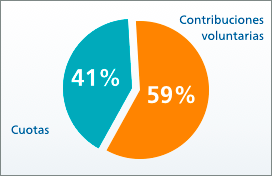 Contribuciones
voluntarias
41%
59%
Cuotas